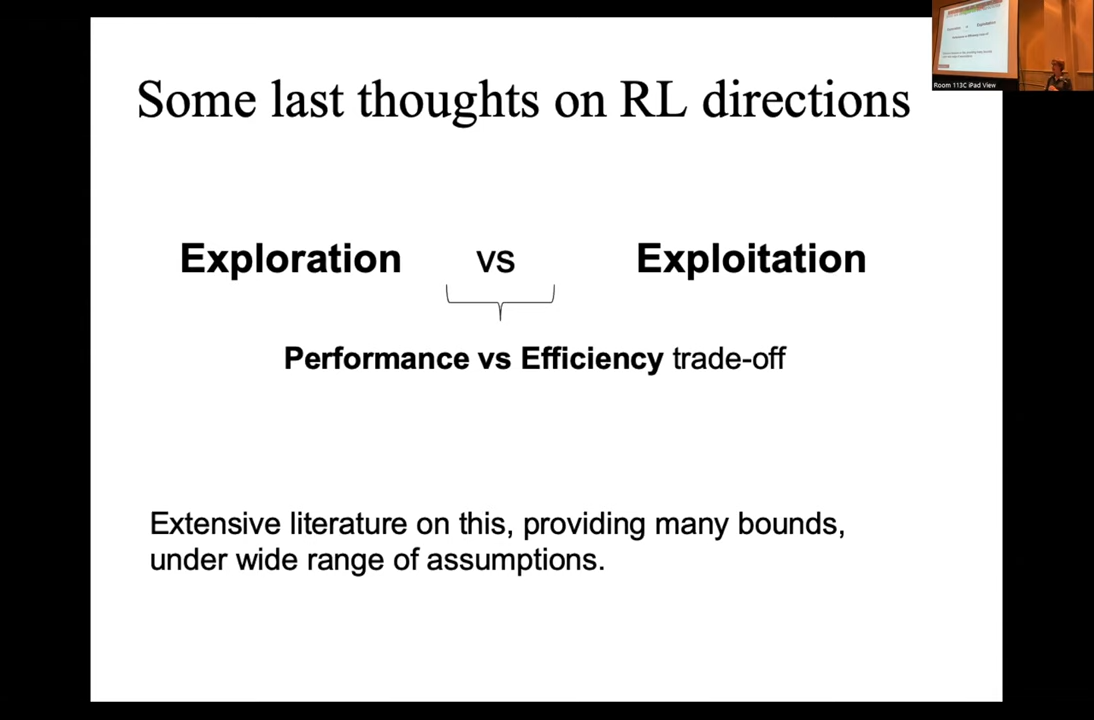 Some last thoughts on RL directions
Exploration vs Exploitation
Performance vs Efficiency trade-off
Extensive literature on this, providing many bounds,
under wide range of assumptions.
Room 113C iPad View